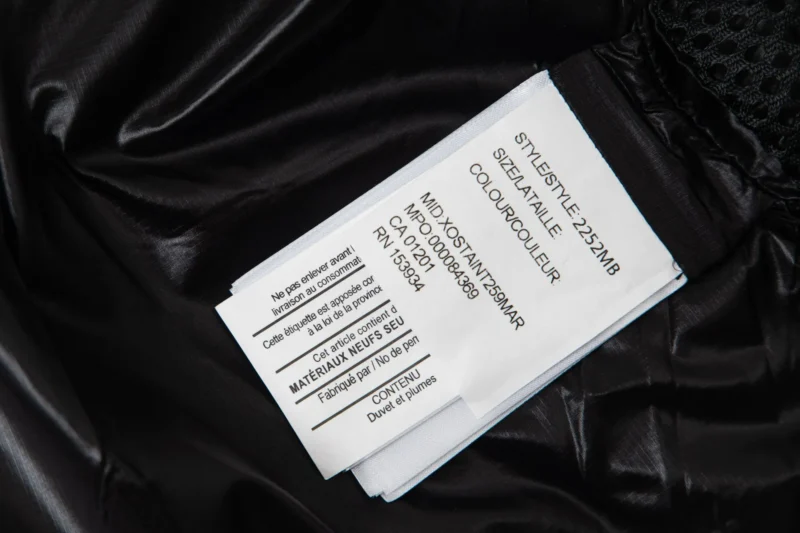 STYLE/STYLE: 2252MB
SIZE/LATAILLE:
COLOUR/COULEUR
MID:XOSTAINT259MAR
MPO:000084369
CA 01201
RN 153934
Ne pas enlever avant
livraison au consommat
Cette étiquette est apposée cor
à la loi de la provinc
Cet article contient d
MATÉRIAUX NEUFS SEU
Fabriqué par / No de pen
CONTENU
Duvet et plumes